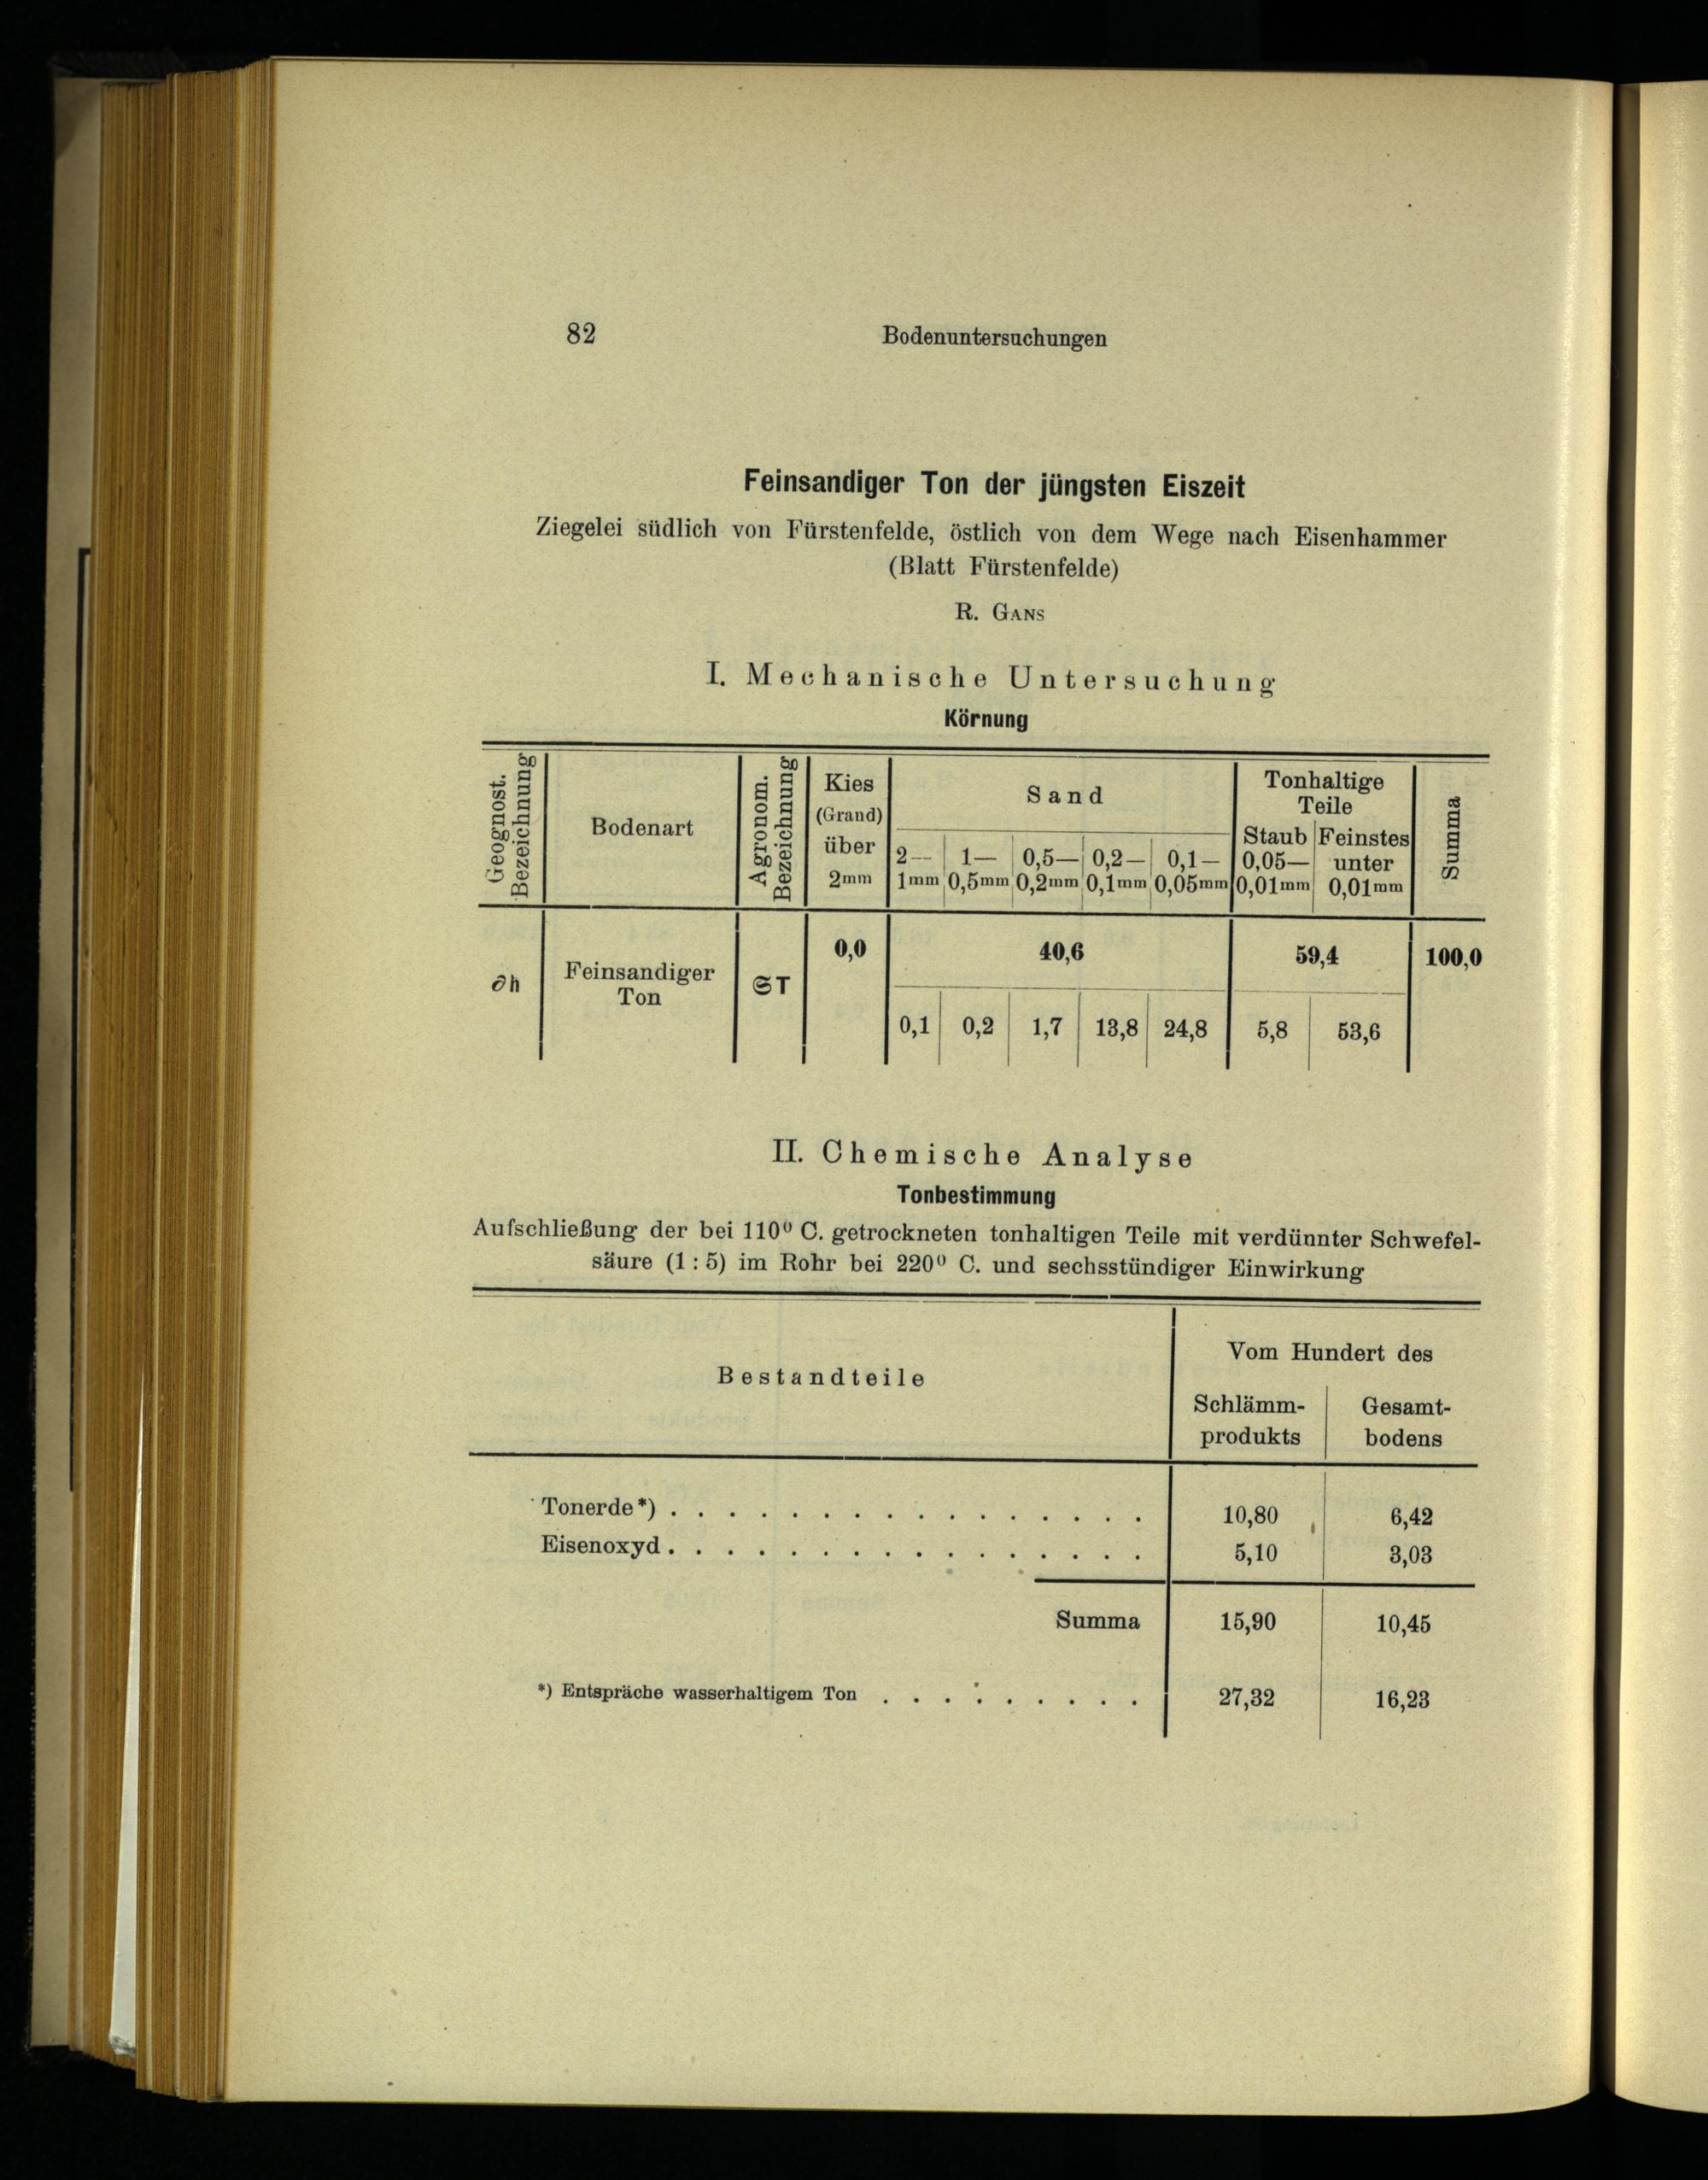 82 Bodenuntersuchungen
Feinsandiger Ton der jüngsten Eiszeit
Ziegelei südlich von Fürstenfelde, östlich von dem Wege nach Eisenhammer
(Blatt Fürstenfelde)
R. Gans
I. Mechanische Untersuchung
Körnung
Geognost. Bezeichnung
Bodenart
Agronom. Bezeichnung
Kies
(Grand)
über
2mm
Sand
2— 1— 0,5— 0,2— 0,1—
1mm 0,5mm 0,2mm 0,1mm 0,05mm
Tonhaltige
Teile
Staub Feinstes
0,05— unter
0,01mm 0,01mm
Summa
∂h
Feinsandiger
Ton
ST
0,0 40,6 59,4 100,0
0,1 0,2 1,7 13,8 24,8 5,8 53,6
II. Chemische Analyse
Tonbestimmung
Aufschließung der bei 110° C. getrockneten tonhaltigen Teile mit verdünnter Schwefel-
säure (1 : 5) im Rohr bei 220° C. und sechsstündiger Einwirkung
Bestandteile
Vom Hundert des
Schlämm-
produkts
Gesamt-
bodens
Tonerde*) . . . . . . . . . . . . . . . . 10,80 6,42
Eisenoxyd . . . . . . . . . . . . . . . . 5,10 3,03
Summa 15,90 10,45
*) Entspräche wasserhaltigem Ton . . . . . . . . . 27,32 16,23